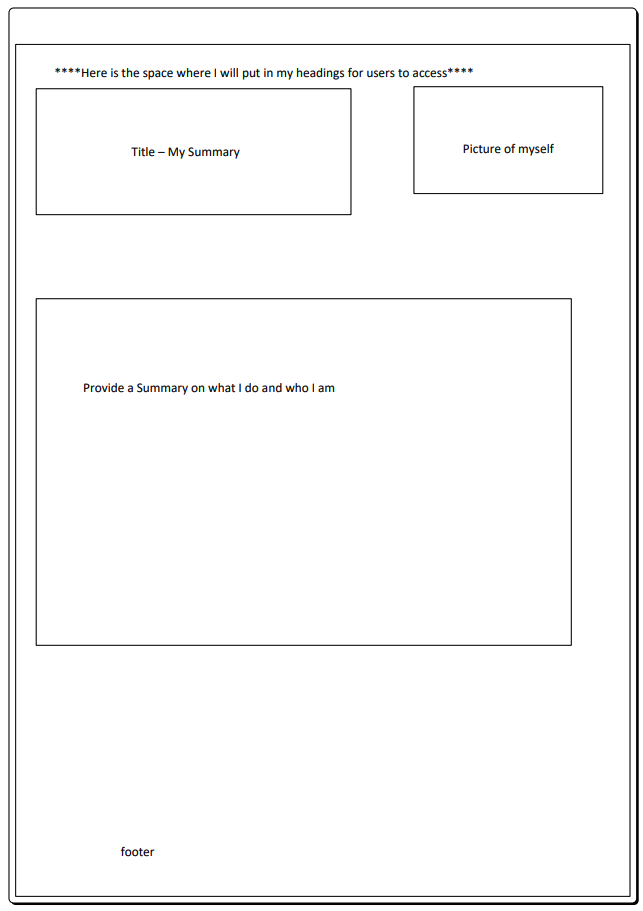 ****Here is the space where I will put in my headings for users to access****
Title – My Summary
Picture of myself
Provide a Summary on what I do and who I am
footer